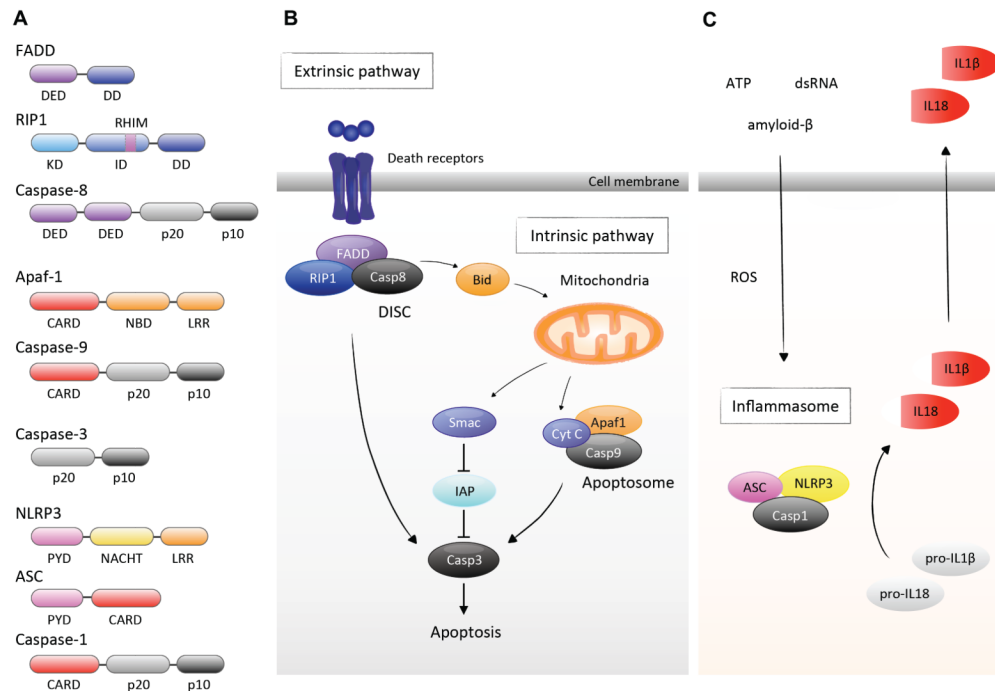 A
FADD
DED DD
RIP1
RHIM
KD ID DD
Caspase-8
DED DED p20 p10
Apaf-1
CARD NBD LRR
Caspase-9
CARD p20 p10
Caspase-3
p20 p10
NLRP3
PYD NACHT LRR
ASC
PYD CARD
Caspase-1
CARD p20 p10
B
Extrinsic pathway
Death receptors
Cell membrane
Intrinsic pathway
FADD
RIP1 Casp8
DISC
Bid
Mitochondria
Smac
Cyt C
Apaf1
Casp9
Apoptosome
IAP
Casp3
Apoptosis
C
ATP dsRNA
amyloid-β
IL1β
IL18
ROS
Inflammasome
IL1β
IL18
ASC NLRP3
Casp1
pro-IL1β
pro-IL18